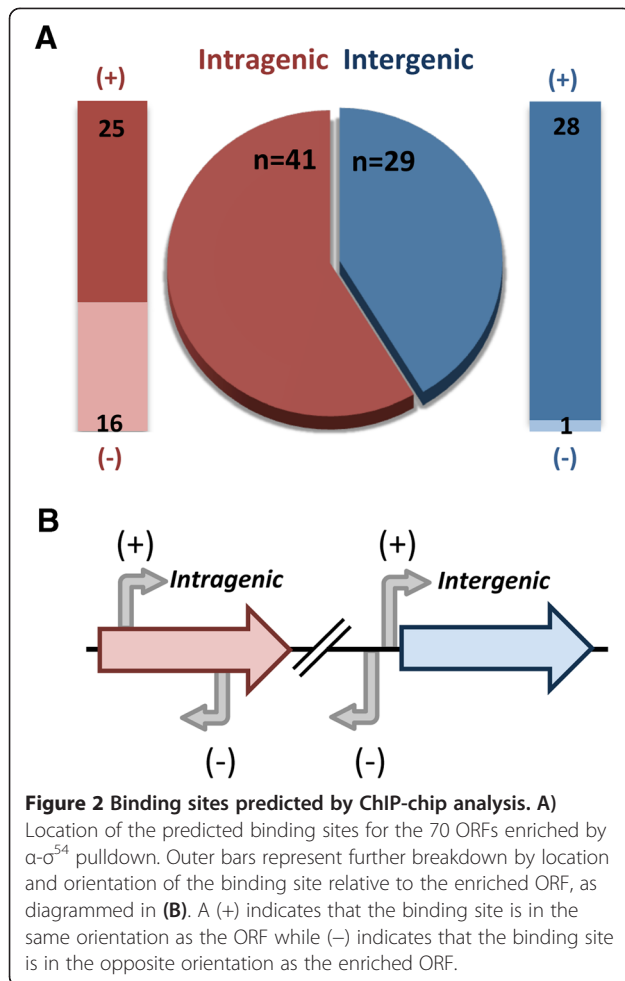 A
Intragenic Intergenic
(+)
(+)
25
28
n=41
n=29
16
1
(-)
(-)
B
(+)
(+)
Intragenic
Intergenic
(-)
(-)
Figure 2 Binding sites predicted by ChIP-chip analysis. A)
Location of the predicted binding sites for the 70 ORFs enriched by
α-σ⁵⁴ pulldown. Outer bars represent further breakdown by location
and orientation of the binding site relative to the enriched ORF, as
diagrammed in (B). A (+) indicates that the binding site is in the
same orientation as the ORF while (−) indicates that the binding site
is in the opposite orientation as the enriched ORF.